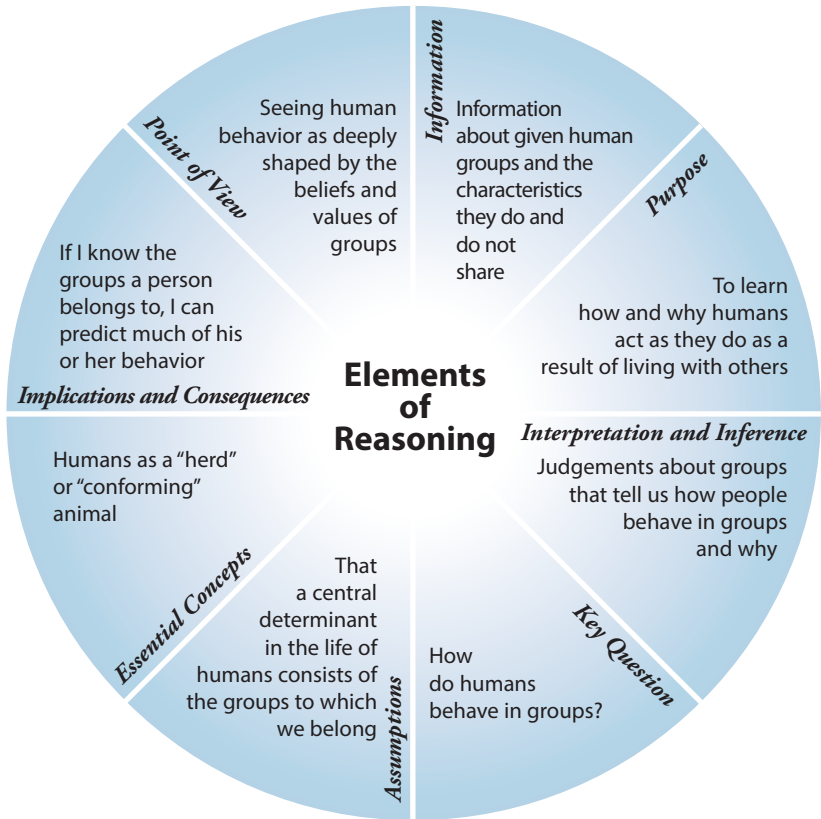 Elements
of
Reasoning
Information
Information
about given human
groups and the
characteristics
they do and
do not
share
Purpose
To learn
how and why humans
act as they do as a
result of living with others
Interpretation and Inference
Judgements about groups
that tell us how people
behave in groups
and why
Key Question
How
do humans
behave in groups?
Assumptions
That
a central
determinant
in the life of
humans consists of
the groups to which
we belong
Essential Concepts
Humans as a “herd”
or “conforming”
animal
Implications and Consequences
If I know the
groups a person
belongs to, I can
predict much of his
or her behavior
Point of View
Seeing human
behavior as deeply
shaped by the
beliefs and
values of
groups